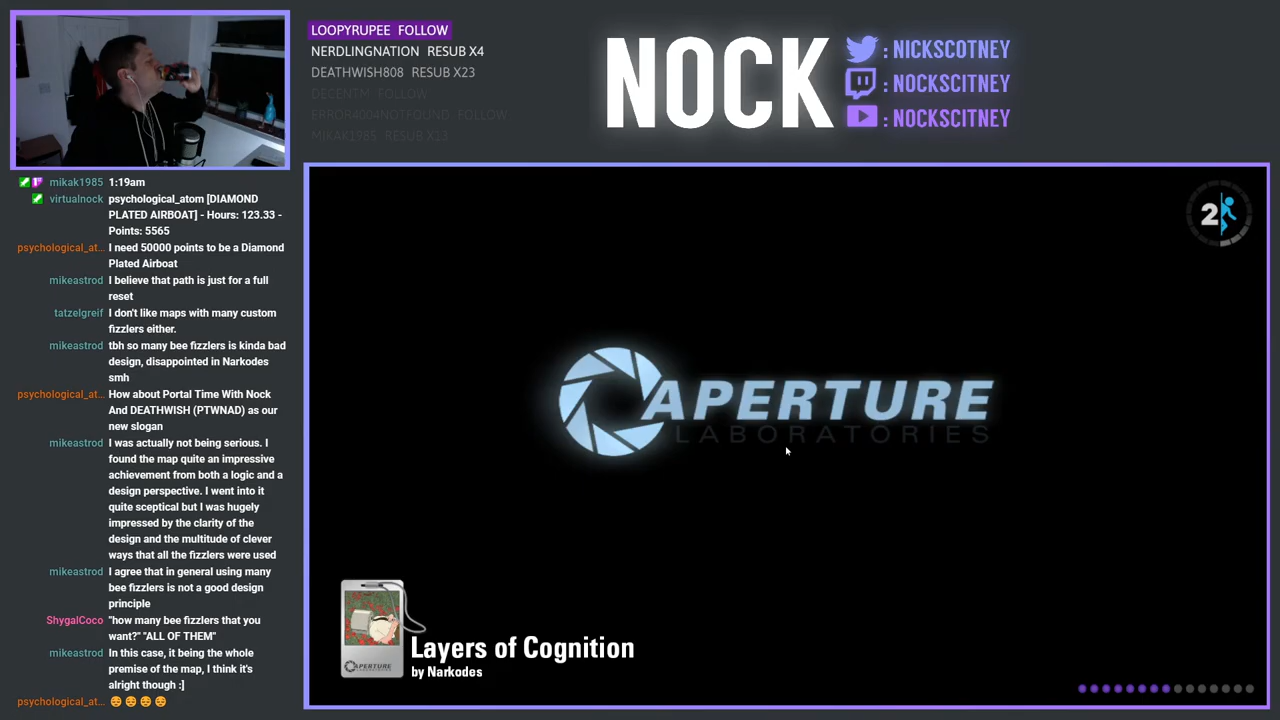 LOOPYRUPEE FOLLOW
NERDLINGNATION RESUB X4
DEATHWISH808 RESUB X23
DECENTM FOLLOW
ERROR4004NOTFOUND FOLLOW
MIKAK1985 RESUB X13
NOCK
: NICKSCOTNEY
: NOCKSCITNEY
: NOCKSCITNEY
mikak1985 1:19am
virtualnock psychological_atom [DIAMOND
PLATED AIRBOAT] - Hours: 123.33 -
Points: 5565
psychological_at... I need 50000 points to be a Diamond
Plated Airboat
mikeastrod I believe that path is just for a full
reset
tatzelgreif I don't like maps with many custom
fizzlers either.
mikeastrod tbh so many bee fizzlers is kinda bad
design, disappointed in Narkodes
smh
psychological_at... How about Portal Time With Nock
And DEATHWISH (PTWNAD) as our
new slogan
mikeastrod I was actually not being serious. I
found the map quite an impressive
achievement from both a logic and a
design perspective. I went into it
quite sceptical but I was hugely
impressed by the clarity of the
design and the multitude of clever
ways that all the fizzlers were used
mikeastrod I agree that in general using many
bee fizzlers is not a good design
principle
ShygalCoco "how many bee fizzlers that you
want?" "ALL OF THEM"
mikeastrod In this case, it being the whole
premise of the map, I think it's
alright though :]
psychological_at... 😔 😔 😔 😔
2
APERTURE
LABORATORIES
APERTURE
Layers of Cognition
by Narkodes